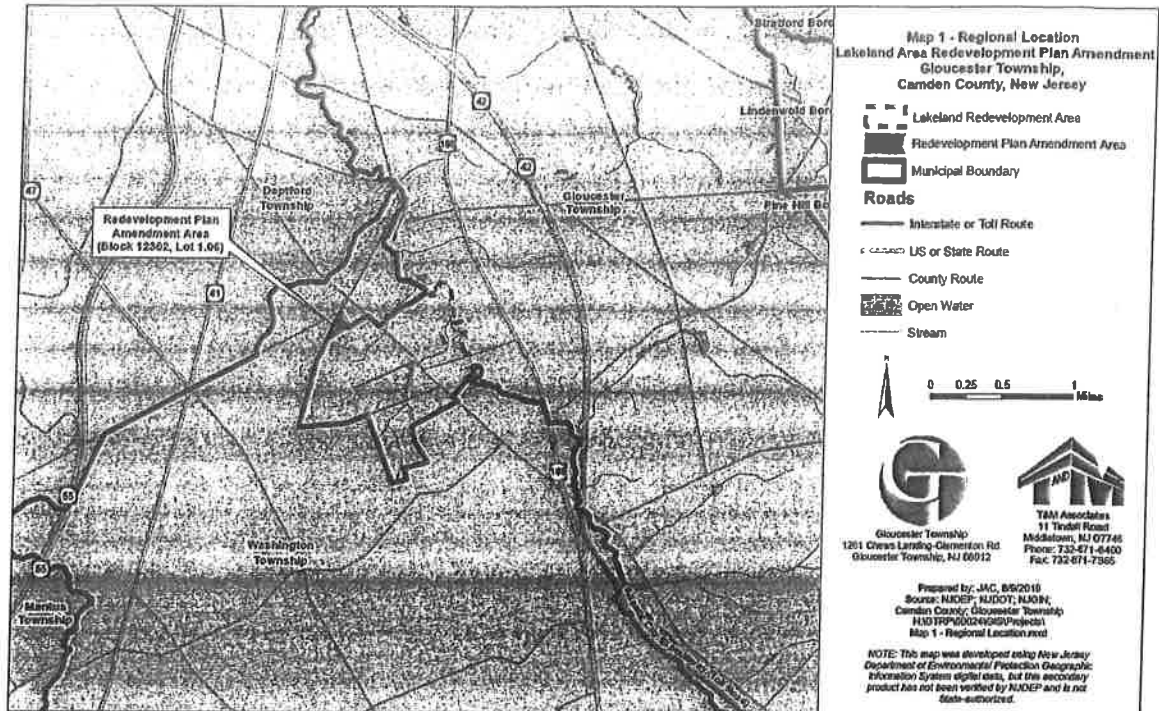 Map 1 - Regional Location
Lakeland Area Redevelopment Plan Amendment
Gloucester Township,
Camden County, New Jersey
Lakeland Redevelopment Area
Redevelopment Plan Amendment Area
Municipal Boundary
Roads
Interstate or Toll Route
US or State Route
County Route
Open Water
Stream
N
0 0.25 0.5 1
Miles
GT
T AND M
Gloucester Township
1261 Chews Landing-Clementon Rd
Gloucester Township, NJ 08012
T&M Associates
11 Tindall Road
Middletown, NJ 07748
Phone: 732-671-6400
Fax: 732-671-7365
Prepared by: JAC, 8/9/2010
Source: NJDEP; NJDOT; NJGIN;
Camden County; Gloucester Township
Map 1 - Regional Location.mxd
NOTE: This map was developed using New Jersey
Department of Environmental Protection Geographic
Information System digital data, but this secondary
product has not been verified by NJDEP and is not
State-authorized.
Stratford Boro
Lindenwold Boro
42
168
42
47
Deptford
Township
Gloucester
Township
Pine Hill Bo
Redevelopment Plan
Amendment Area
(Block 12302, Lot 1.06)
41
55
168
Washington
Township
55
Mantua
Township